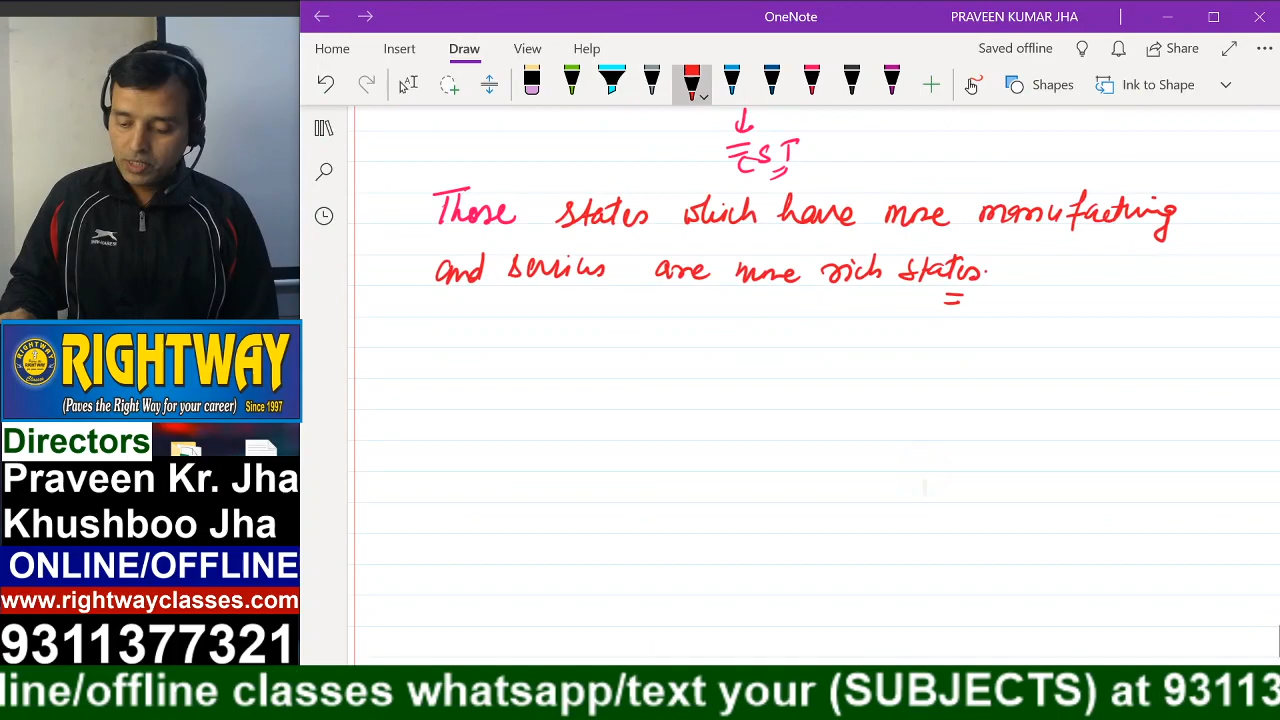 OneNote
PRAVEEN KUMAR JHA
Home
Insert
Draw
View
Help
Saved offline
Share
Shapes
Ink to Shape
CST
Those states which have more manufacturing
and services are more rich states.
RIGHTWAY
RIGHTWAY
Classes
(Paves the Right Way for your career)
Since 1997
Directors
Praveen Kr. Jha
Khushboo Jha
ONLINE/OFFLINE
www.rightwayclasses.com
9311377321
line/offline classes whatsapp/text your (SUBJECTS) at 93113